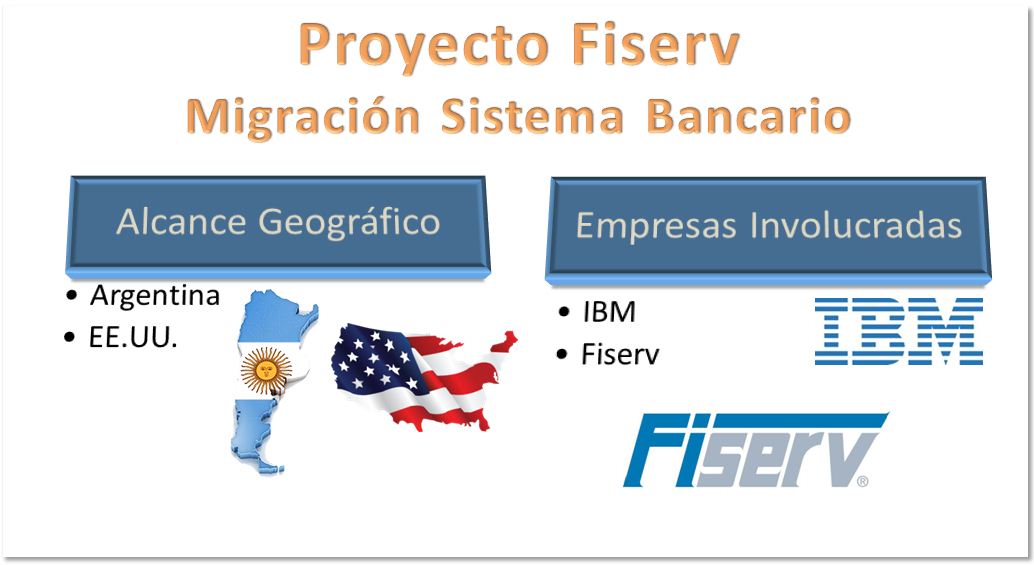 Proyecto Fiserv
Migración Sistema Bancario
Alcance Geográfico
• Argentina
• EE.UU.
Empresas Involucradas
• IBM
• Fiserv
IBM
Fiserv®